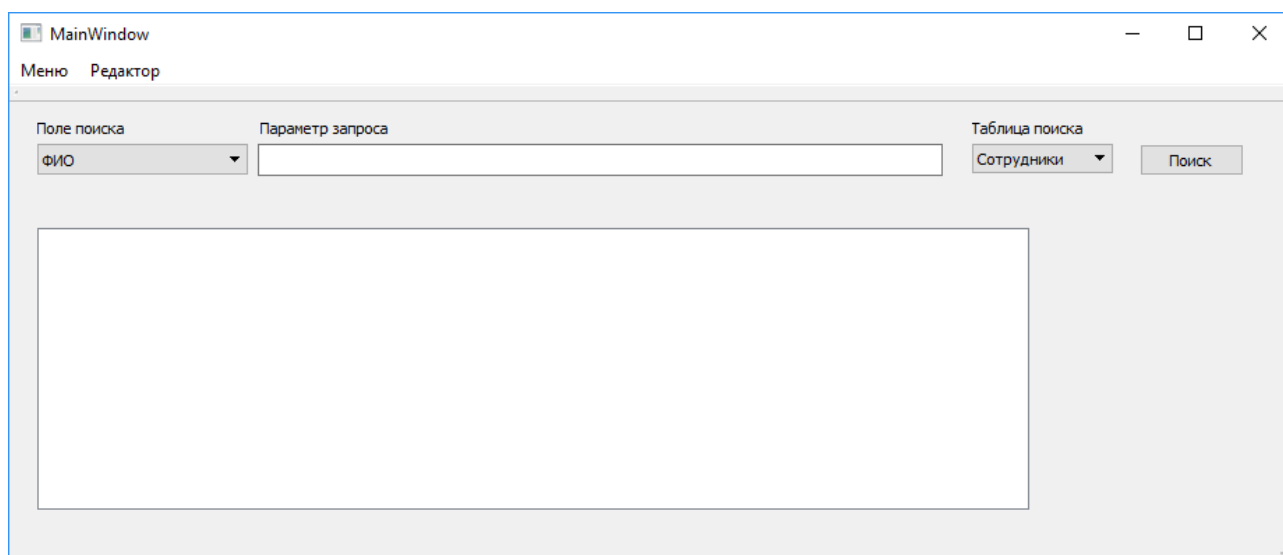 MainWindow
Меню Редактор
Поле поиска Параметр запроса Таблица поиска
ФИО Сотрудники Поиск